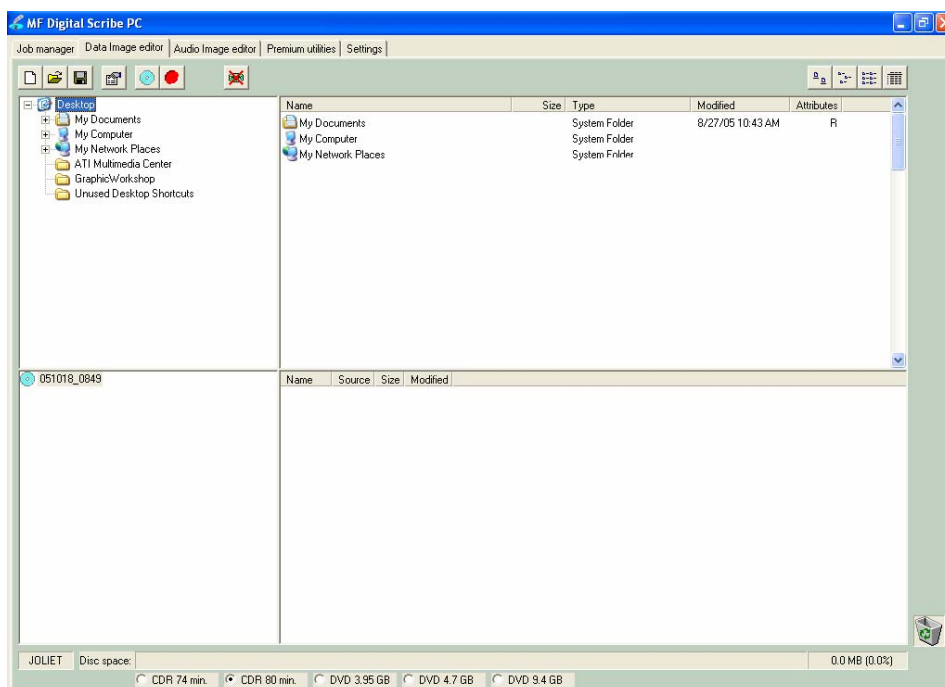 MF Digital Scribe PC
Job manager Data Image editor Audio Image editor Premium utilities Settings
Desktop
My Documents
My Computer
My Network Places
ATI Multimedia Center
GraphicWorkshop
Unused Desktop Shortcuts
Name Size Type Modified Attributes
My Documents System Folder 8/27/05 10:43 AM R
My Computer System Folder
My Network Places System Folder
051018_0849
Name Source Size Modified
JOLIET Disc space: 0.0 MB (0.0%)
CDR 74 min. CDR 80 min. DVD 3.95 GB DVD 4.7 GB DVD 9.4 GB